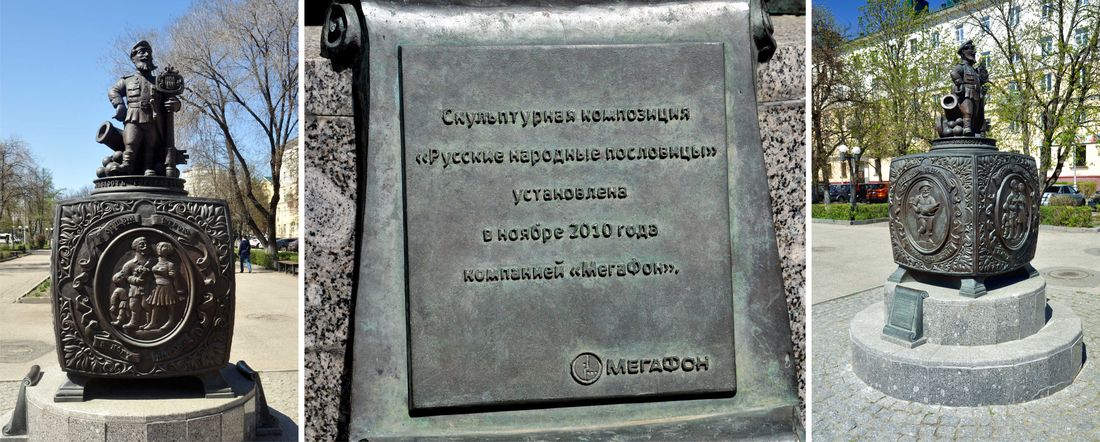 Скульптурная композиция
«Русские народные пословицы»
установлена
в ноябре 2010 года
компанией «МегаФон».
МЕГАФОН